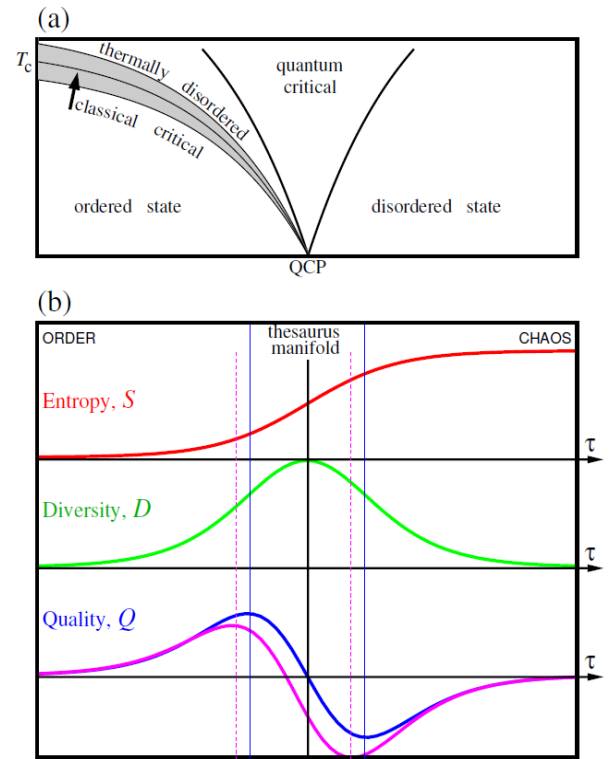 (a)
T_c
thermally disordered
classical critical
quantum
critical
ordered state
disordered state
QCP
(b)
ORDER
thesaurus
manifold
CHAOS
Entropy, S
τ
Diversity, D
τ
Quality, Q
τ